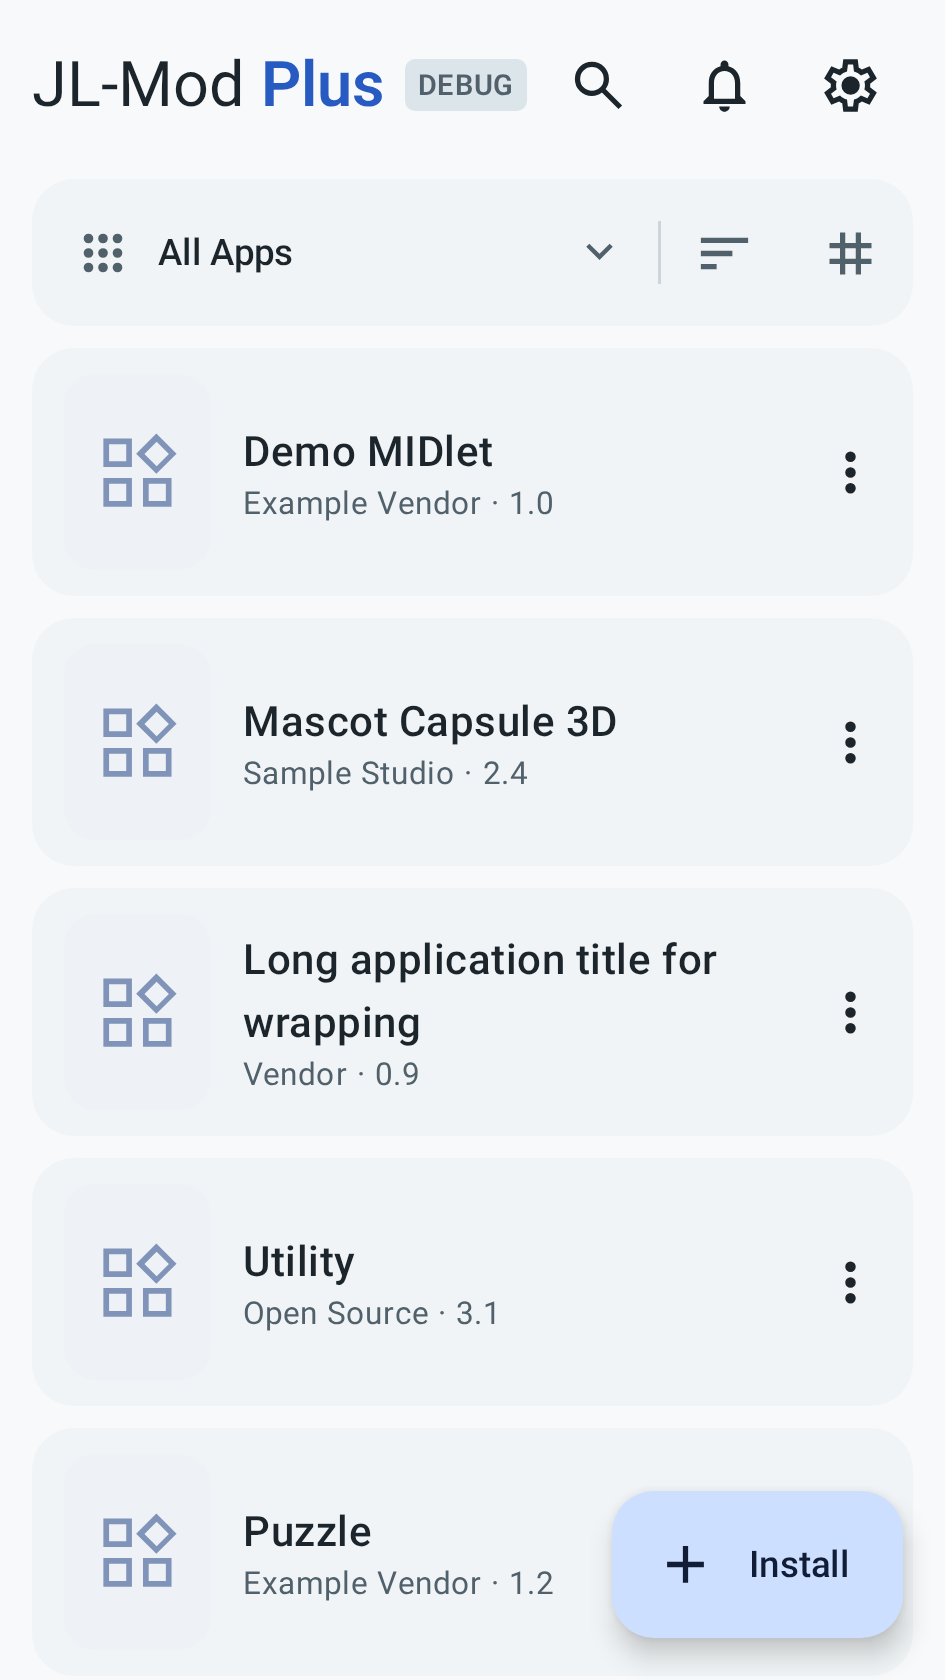 JL-Mod Plus DEBUG
All Apps
Demo MIDlet
Example Vendor · 1.0
Mascot Capsule 3D
Sample Studio · 2.4
Long application title for
wrapping
Vendor · 0.9
Utility
Open Source · 3.1
Puzzle
Example Vendor · 1.2
Install